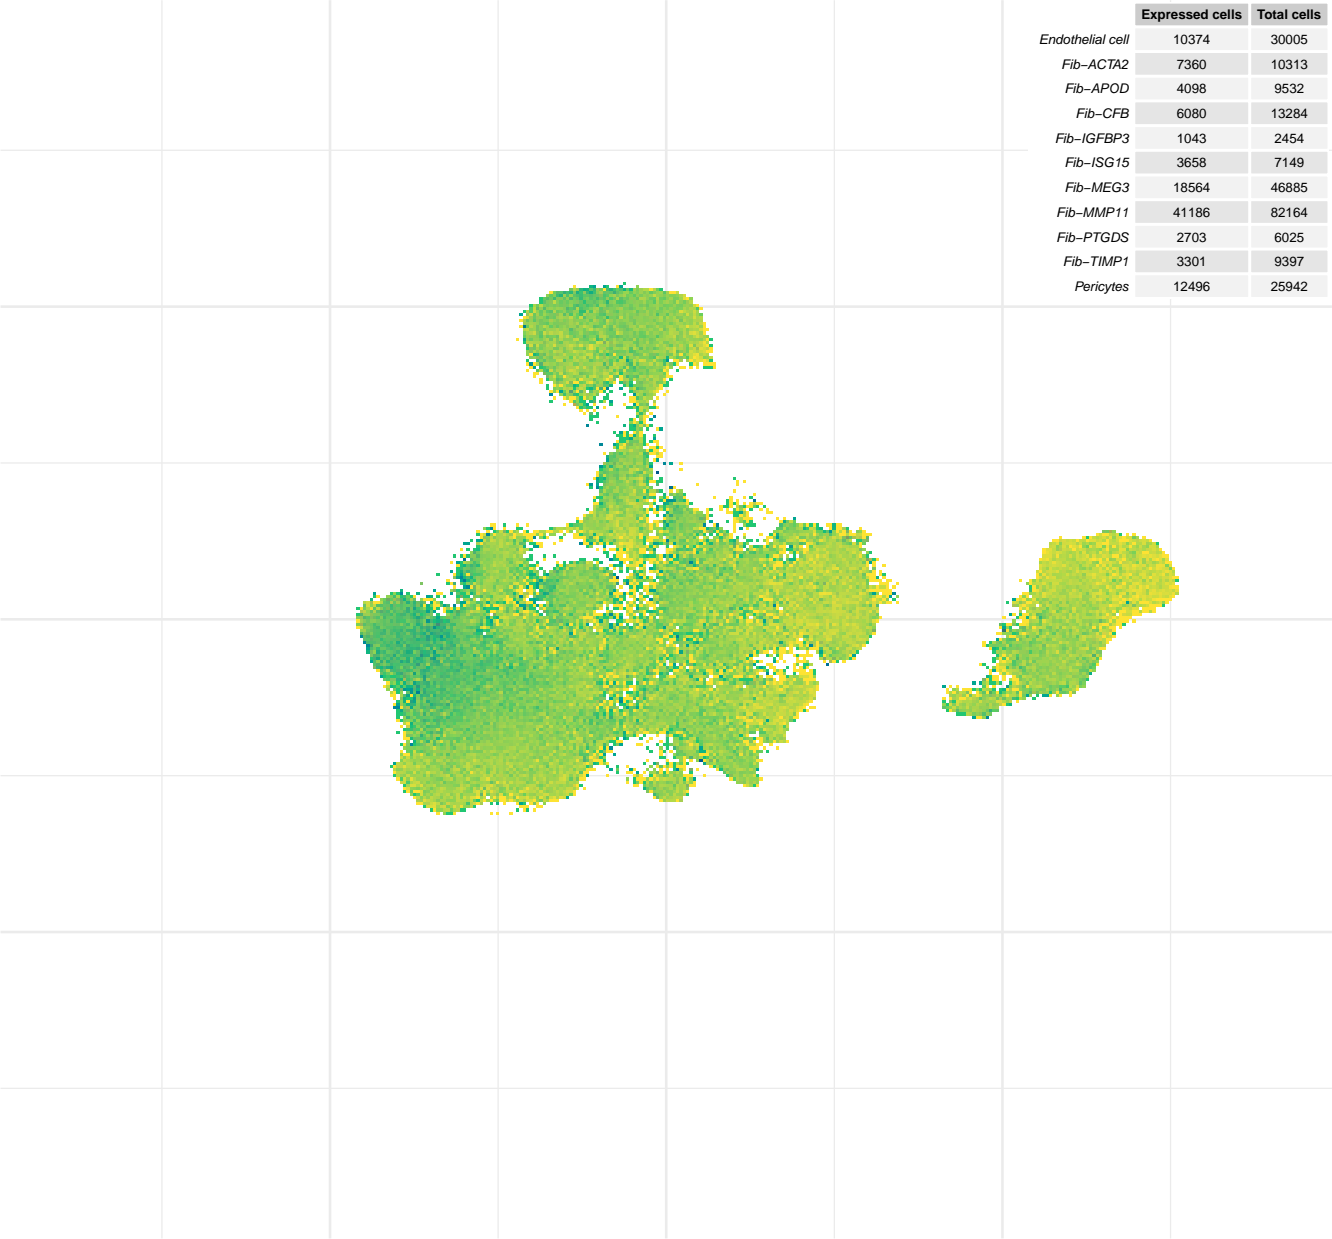 Expressed cells Total cells
Endothelial cell 10374 30005
Fib−ACTA2 7360 10313
Fib−APOD 4098 9532
Fib−CFB 6080 13284
Fib−IGFBP3 1043 2454
Fib−ISG15 3658 7149
Fib−MEG3 18564 46885
Fib−MMP11 41186 82164
Fib−PTGDS 2703 6025
Fib−TIMP1 3301 9397
Pericytes 12496 25942